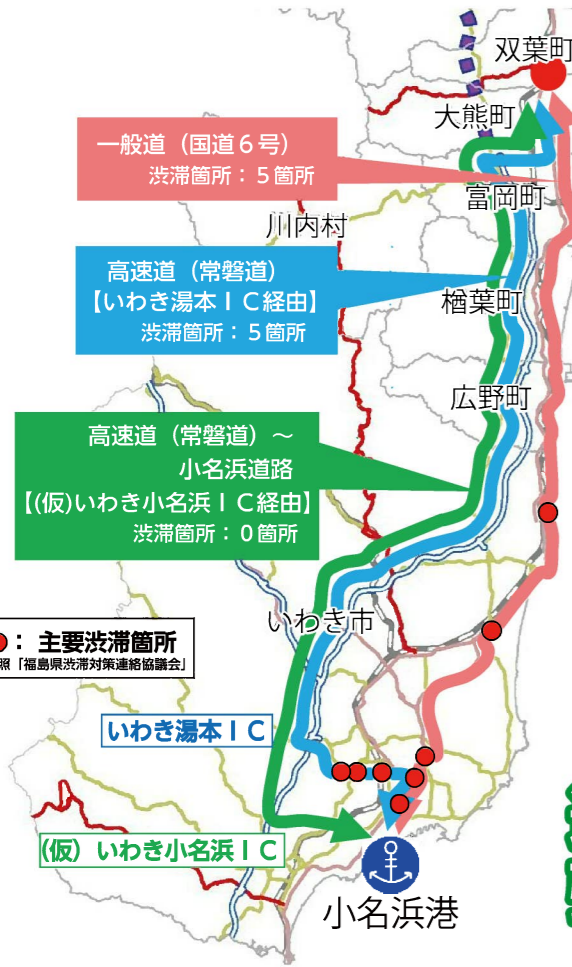 双葉町
大熊町
一般道（国道６号）
渋滞箇所：５箇所
富岡町
川内村
高速道（常磐道）
【いわき湯本ＩＣ経由】
渋滞箇所：５箇所
楢葉町
広野町
高速道（常磐道）～
小名浜道路
【(仮)いわき小名浜ＩＣ経由】
渋滞箇所：０箇所
いわき市
：主要渋滞箇所
照「福島県渋滞対策連絡協議会」
いわき湯本ＩＣ
(仮）いわき小名浜ＩＣ
小名浜港